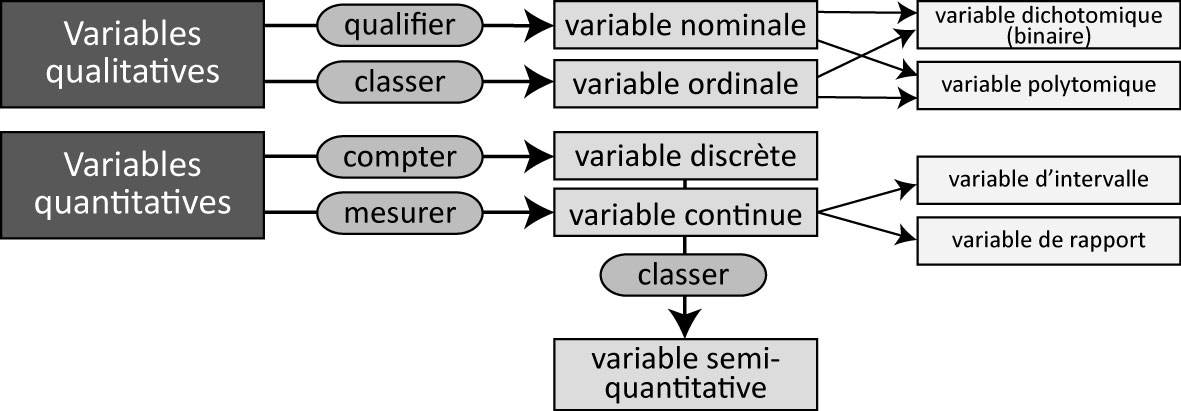 Variables
qualitatives
qualifier
classer
variable nominale
variable ordinale
variable dichotomique
(binaire)
variable polytomique
Variables
quantitatives
compter
mesurer
variable discrète
variable continue
variable d’intervalle
variable de rapport
classer
variable semi-
quantitative